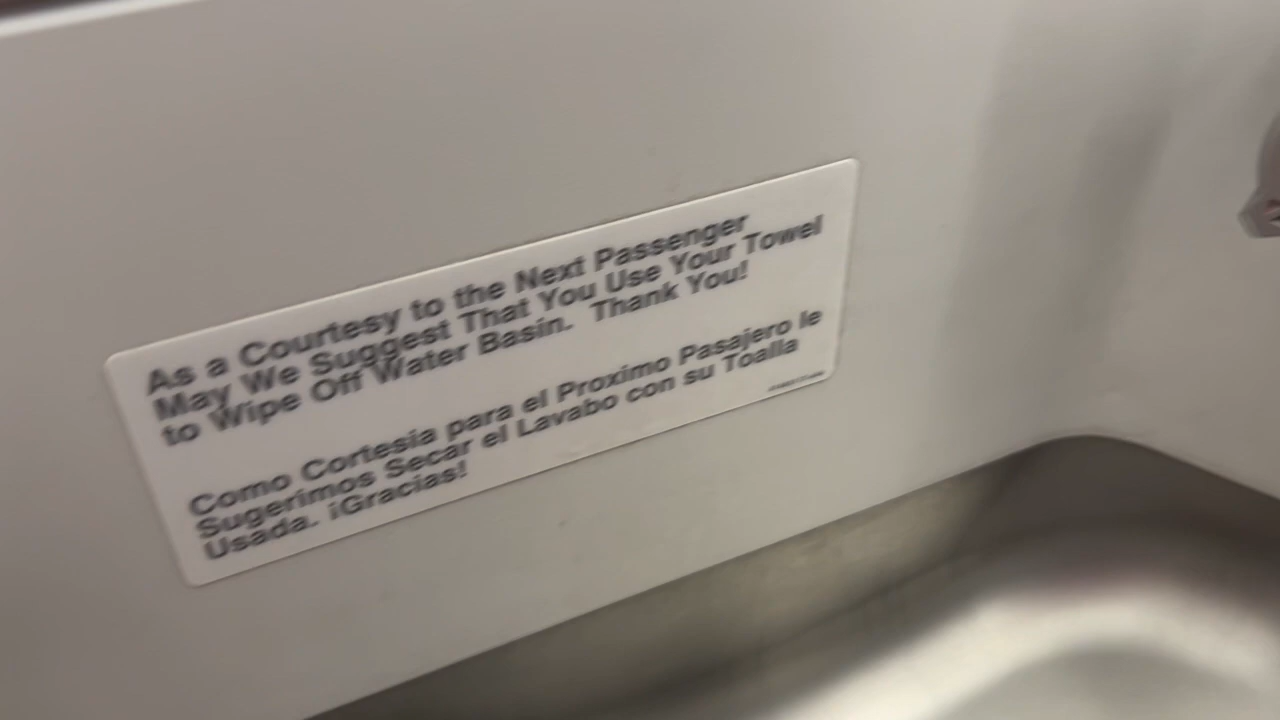 As a Courtesy to the Next Passenger
May We Suggest That You Use Your Towel
to Wipe Off Water Basin. Thank You!
Como Cortesia para el Proximo Pasajero le
Sugerimos Secar el Lavabo con su Toalla
Usada. ¡Gracias!